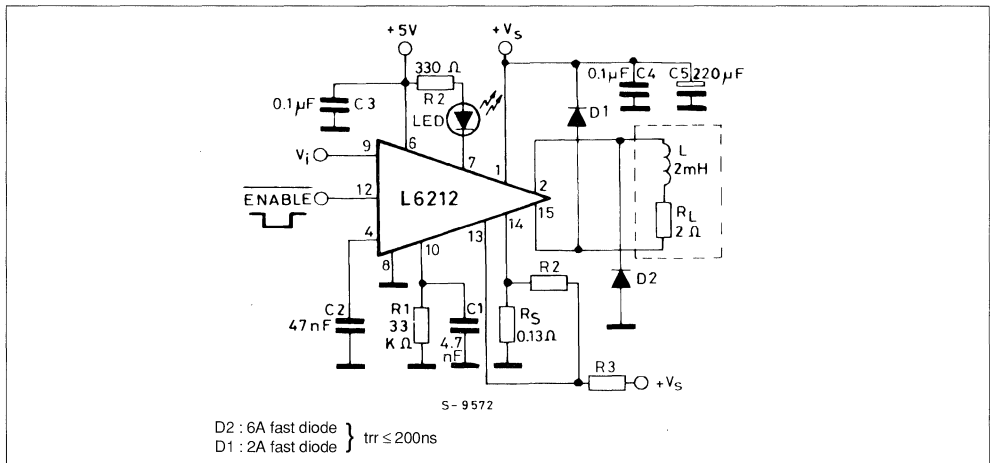 +5V
+Vs
330 Ω
R2
0.1µF C4
C5 220µF
0.1µF
C3
LED
D1
9
6
Vi
7
1
L
2mH
2
12
ENABLE
L6212
15
4
14
RL
2Ω
13
10
8
R2
D2
C2
47nF
R1
33
KΩ
C1
4.7
nF
RS
0.13Ω
R3
+Vs
S-9572
D2 : 6A fast diode
D1 : 2A fast diode
} trr ≤ 200ns